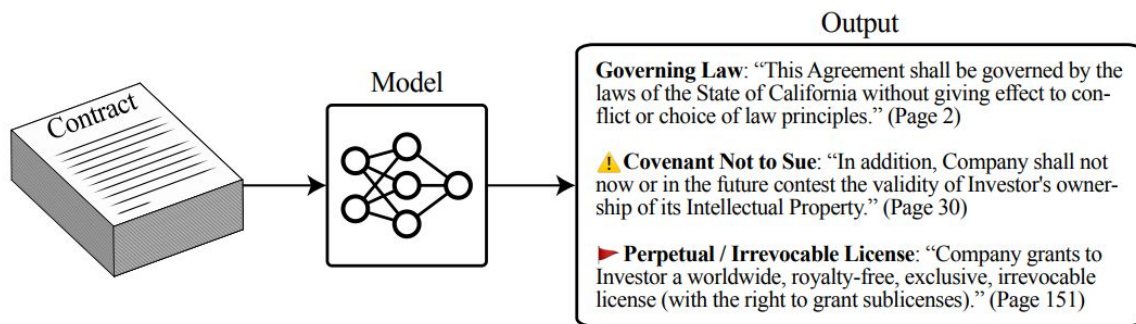 Output
Model
Contract
Governing Law: “This Agreement shall be governed by the
laws of the State of California without giving effect to con-
flict or choice of law principles.” (Page 2)
Covenant Not to Sue: “In addition, Company shall not
now or in the future contest the validity of Investor's owner-
ship of its Intellectual Property.” (Page 30)
Perpetual / Irrevocable License: “Company grants to
Investor a worldwide, royalty-free, exclusive, irrevocable
license (with the right to grant sublicenses).” (Page 151)